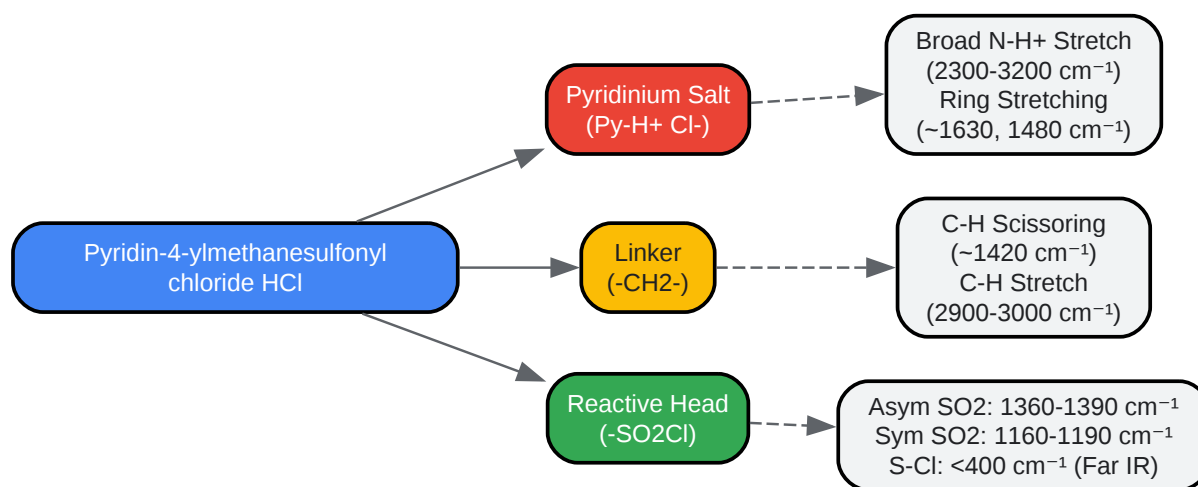 Pyridin-4-ylmethanesulfonyl
chloride HCl
Pyridinium Salt
(Py-H+ Cl-)
Broad N-H+ Stretch
(2300-3200 cm⁻¹)
Ring Stretching
(~1630, 1480 cm⁻¹)
Linker
(-CH2-)
C-H Scissoring
(~1420 cm⁻¹)
C-H Stretch
(2900-3000 cm⁻¹)
Reactive Head
(-SO2Cl)
Asym SO2: 1360-1390 cm⁻¹
Sym SO2: 1160-1190 cm⁻¹
S-Cl: <400 cm⁻¹ (Far IR)